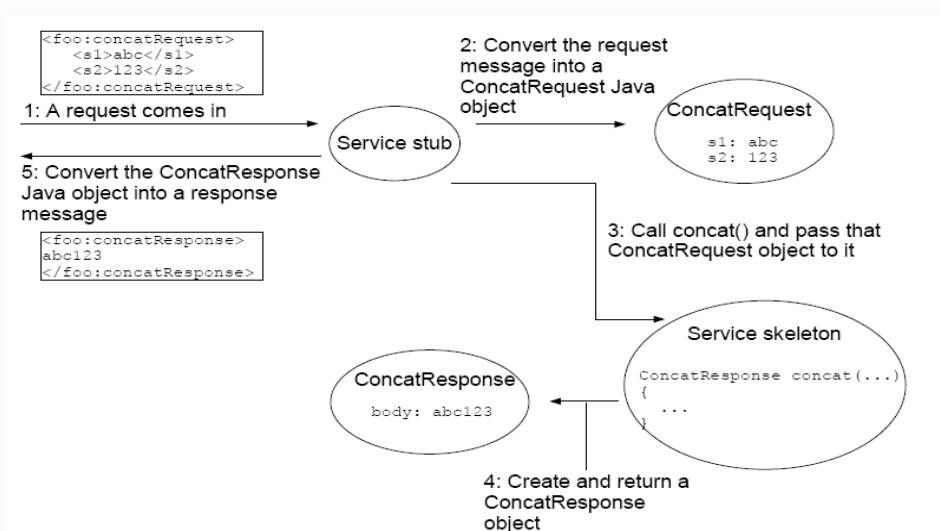 <foo:concatRequest>
<s1>abc</s1>
<s2>123</s2>
</foo:concatRequest>
1: A request comes in
2: Convert the request
message into a
ConcatRequest Java
object
Service stub
ConcatRequest
s1: abc
s2: 123
5: Convert the ConcatResponse
Java object into a response
message
<foo:concatResponse>
abc123
</foo:concatResponse>
3: Call concat() and pass that
ConcatRequest object to it
Service skeleton
ConcatResponse concat(...)
{
...
}
ConcatResponse
body: abc123
4: Create and return a
ConcatResponse
object